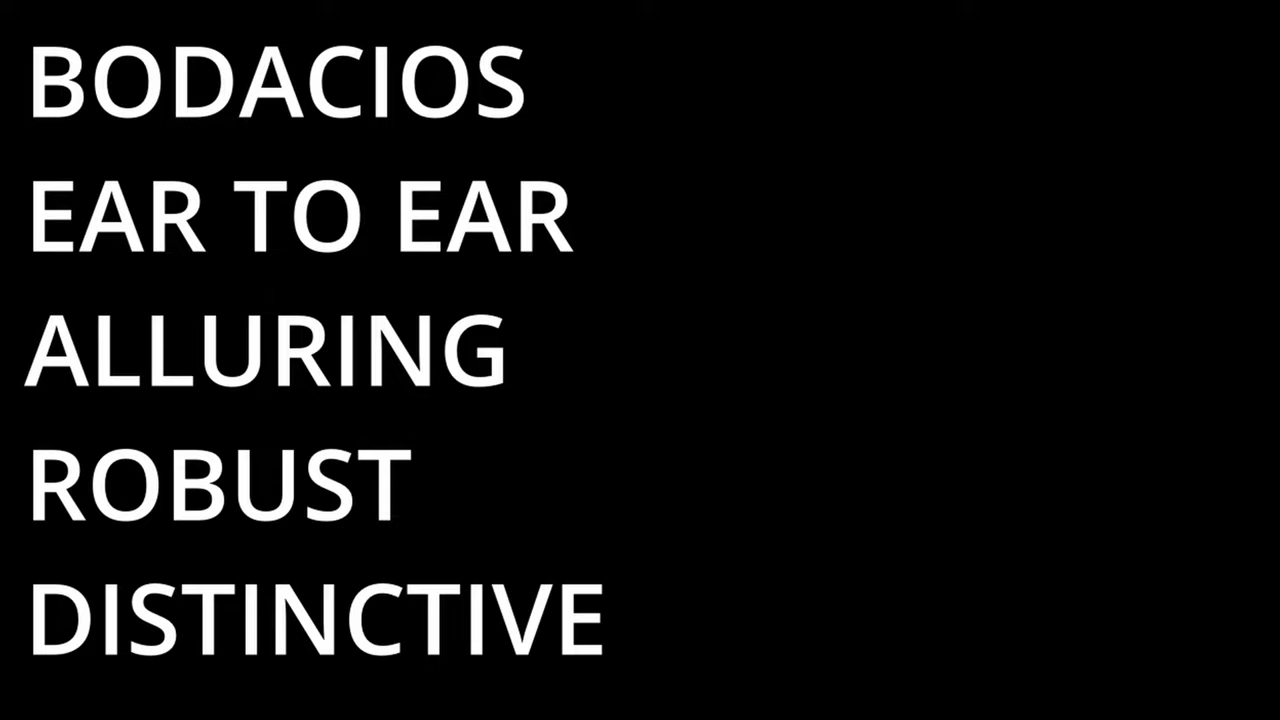 BODACIOS
EAR TO EAR
ALLURING
ROBUST
DISTINCTIVE